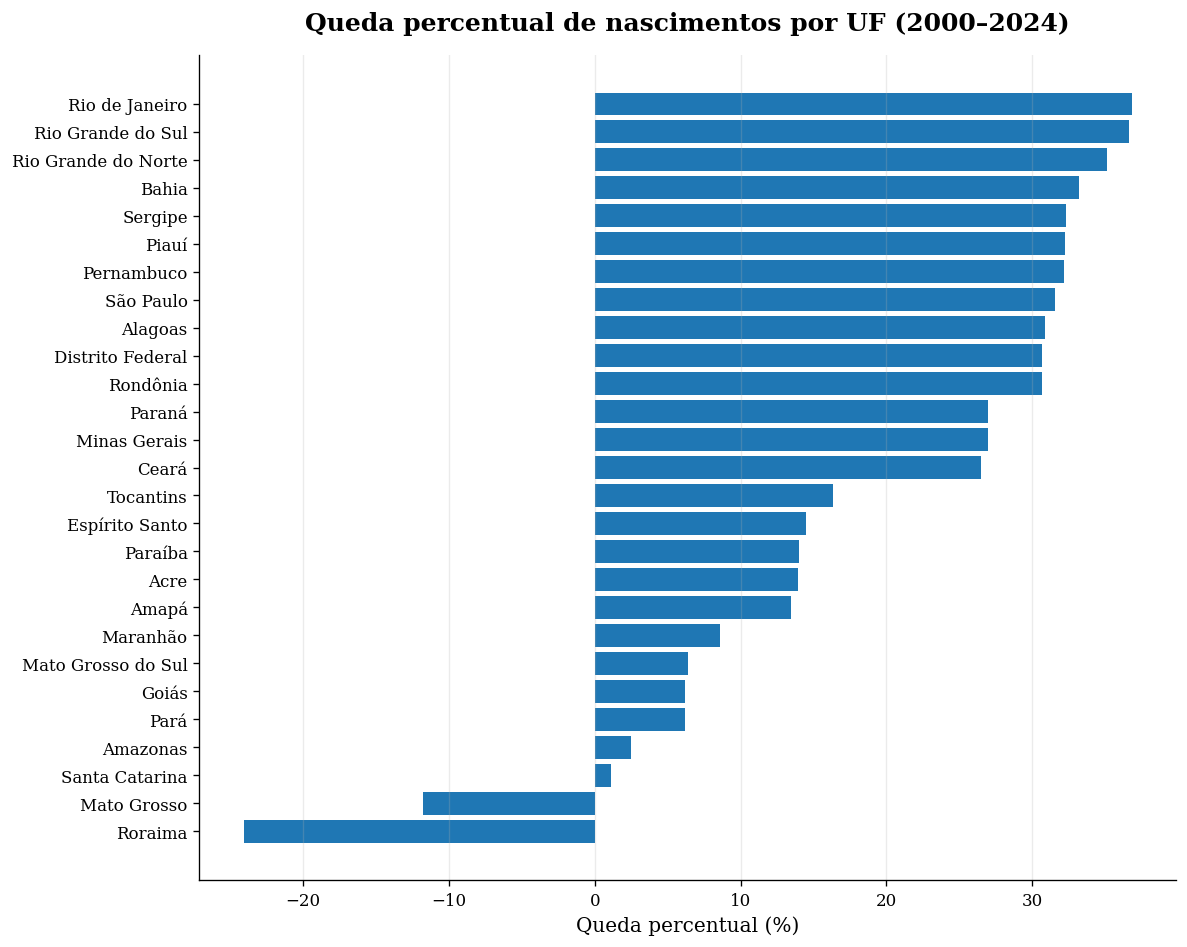 Queda percentual de nascimentos por UF (2000–2024)
Rio de Janeiro
Rio Grande do Sul
Rio Grande do Norte
Bahia
Sergipe
Piauí
Pernambuco
São Paulo
Alagoas
Distrito Federal
Rondônia
Paraná
Minas Gerais
Ceará
Tocantins
Espírito Santo
Paraíba
Acre
Amapá
Maranhão
Mato Grosso do Sul
Goiás
Pará
Amazonas
Santa Catarina
Mato Grosso
Roraima
−20 −10 0 10 20 30
Queda percentual (%)